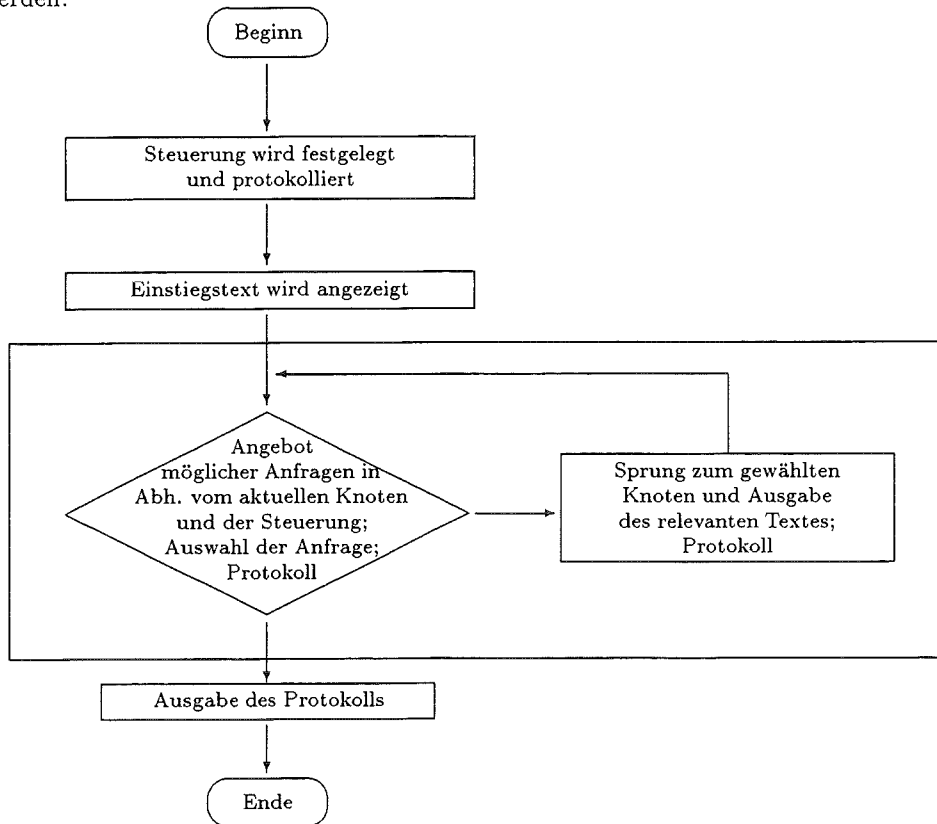 erden.
Beginn
Steuerung wird festgelegt
und protokolliert
Einstiegstext wird angezeigt
Angebot
möglicher Anfragen in
Abh. vom aktuellen Knoten
und der Steuerung;
Auswahl der Anfrage;
Protokoll
Sprung zum gewählten
Knoten und Ausgabe
des relevanten Textes;
Protokoll
Ausgabe des Protokolls
Ende